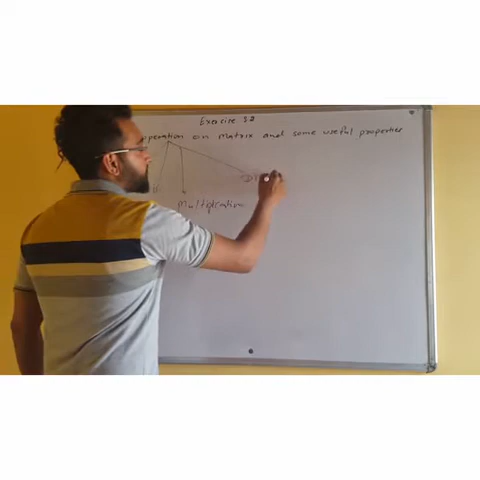 Exercise 3.2
operation on matrix and some useful properties
Multiplication